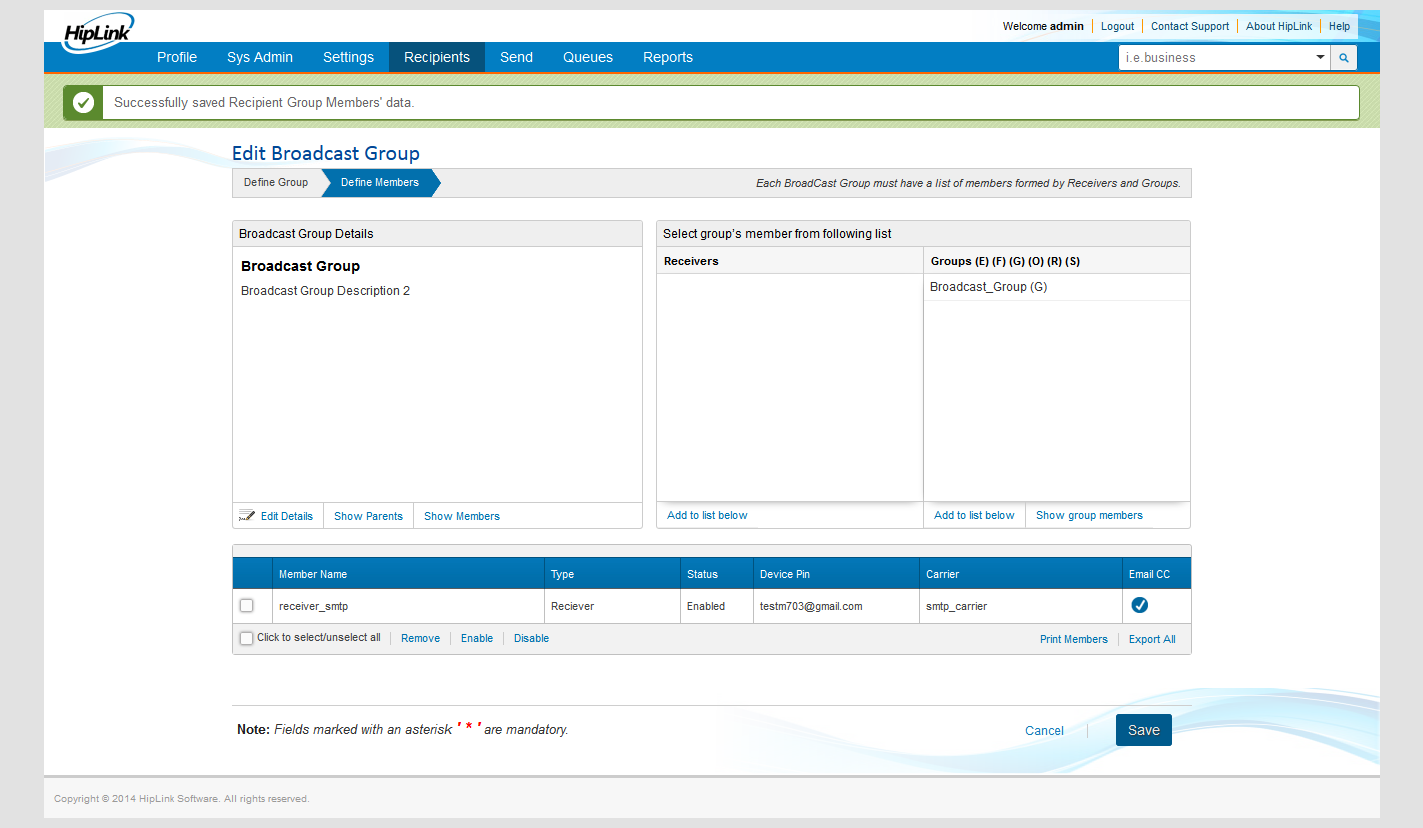 HipLink
Welcome admin Logout Contact Support About HipLink Help
Profile Sys Admin Settings Recipients Send Queues Reports i.e.business
Successfully saved Recipient Group Members' data.
Edit Broadcast Group
Define Group Define Members Each BroadCast Group must have a list of members formed by Receivers and Groups.
Broadcast Group Details
Broadcast Group
Broadcast Group Description 2
Edit Details Show Parents Show Members
Select group's member from following list
Receivers Groups (E) (F) (G) (O) (R) (S)
Broadcast_Group (G)
Add to list below Add to list below Show group members
Member Name Type Status Device Pin Carrier Email CC
receiver_smtp Reciever Enabled testm703@gmail.com smtp_carrier
Click to select/unselect all Remove Enable Disable Print Members Export All
Note: Fields marked with an asterisk ' * ' are mandatory. Cancel Save
Copyright © 2014 HipLink Software. All rights reserved.